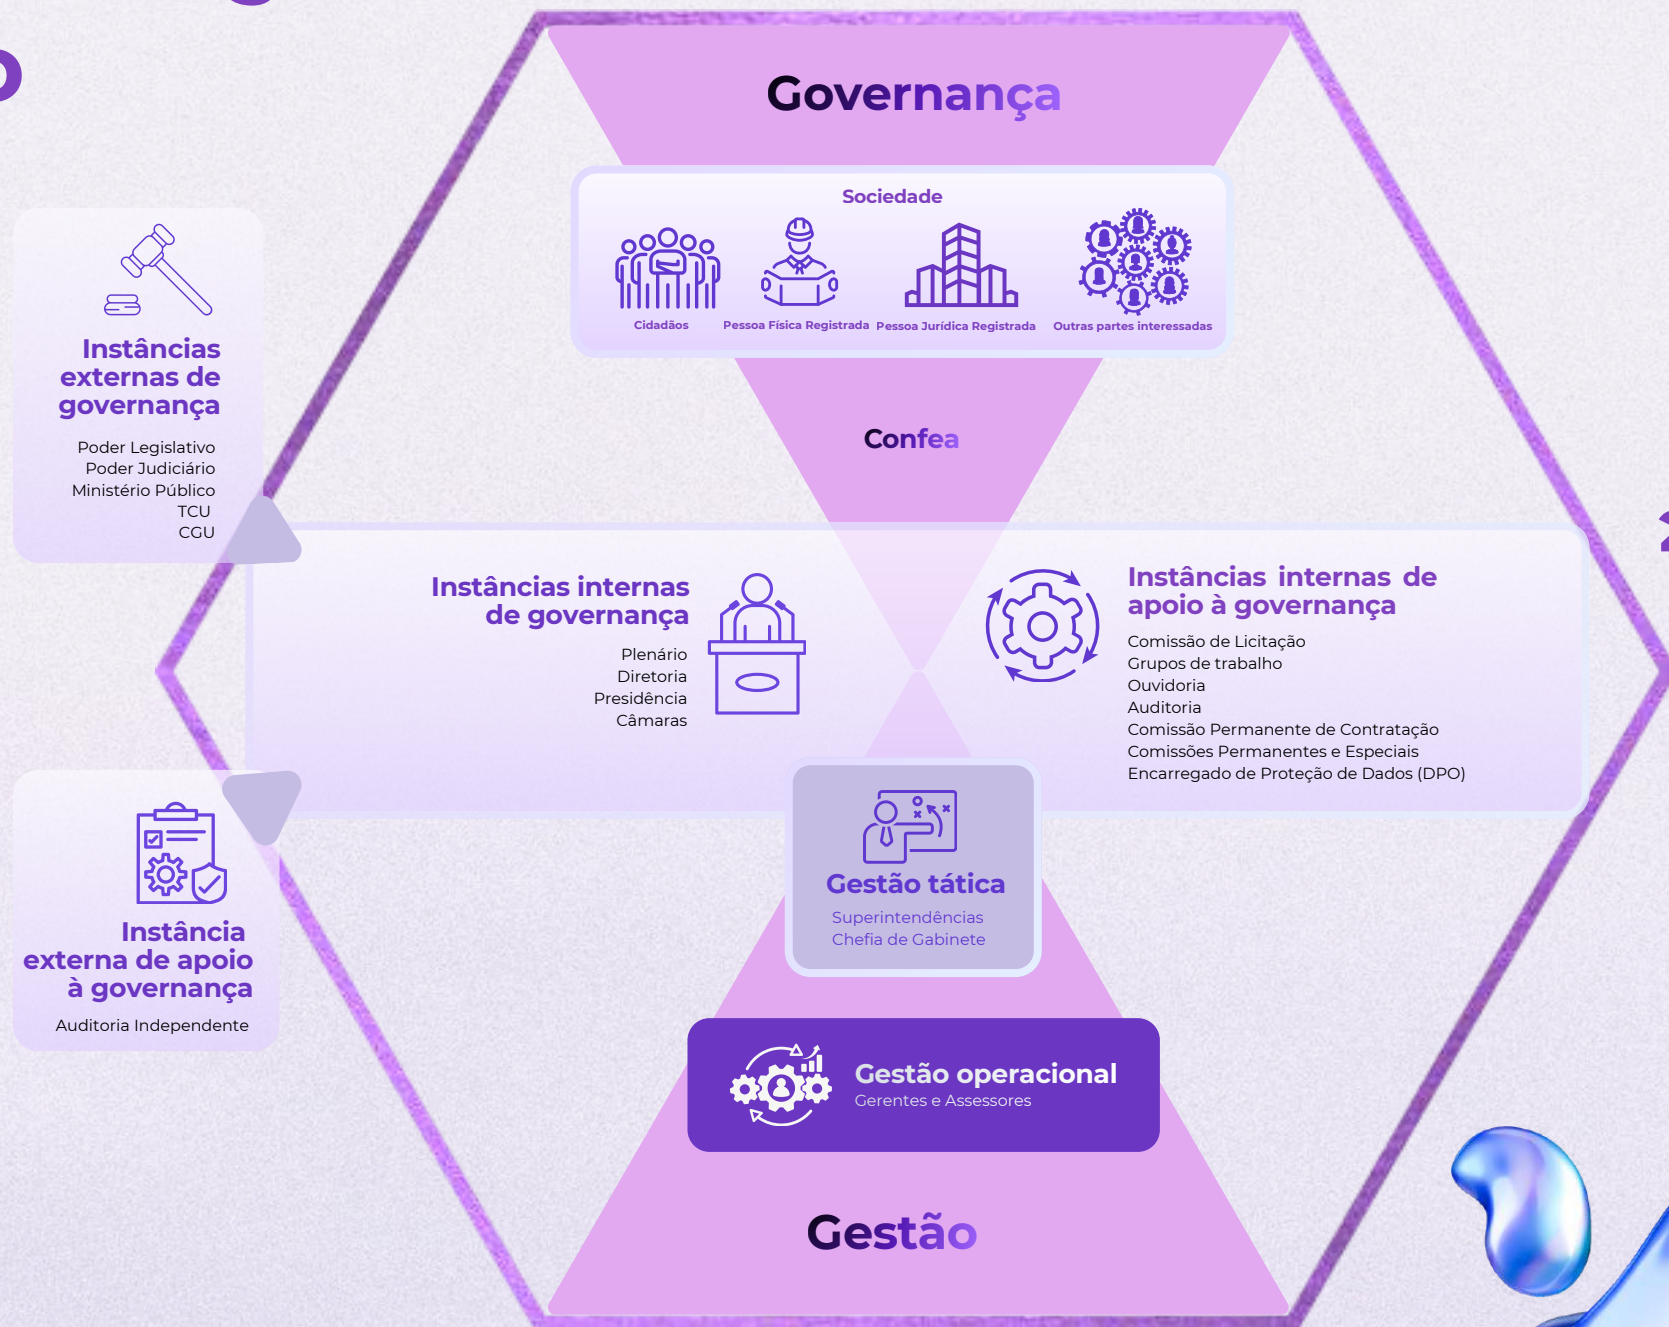 Governança
Sociedade
Cidadãos
Pessoa Física Registrada
Pessoa Jurídica Registrada
Outras partes interessadas
Instâncias
externas de
governança
Poder Legislativo
Poder Judiciário
Ministério Público
TCU
CGU
Confea
Instâncias internas
de governança
Plenário
Diretoria
Presidência
Câmaras
Instâncias internas de
apoio à governança
Comissão de Licitação
Grupos de trabalho
Ouvidoria
Auditoria
Comissão Permanente de Contratação
Comissões Permanentes e Especiais
Encarregado de Proteção de Dados (DPO)
Instância
externa de apoio
à governança
Auditoria Independente
Gestão tática
Superintendências
Chefia de Gabinete
Gestão operacional
Gerentes e Assessores
Gestão